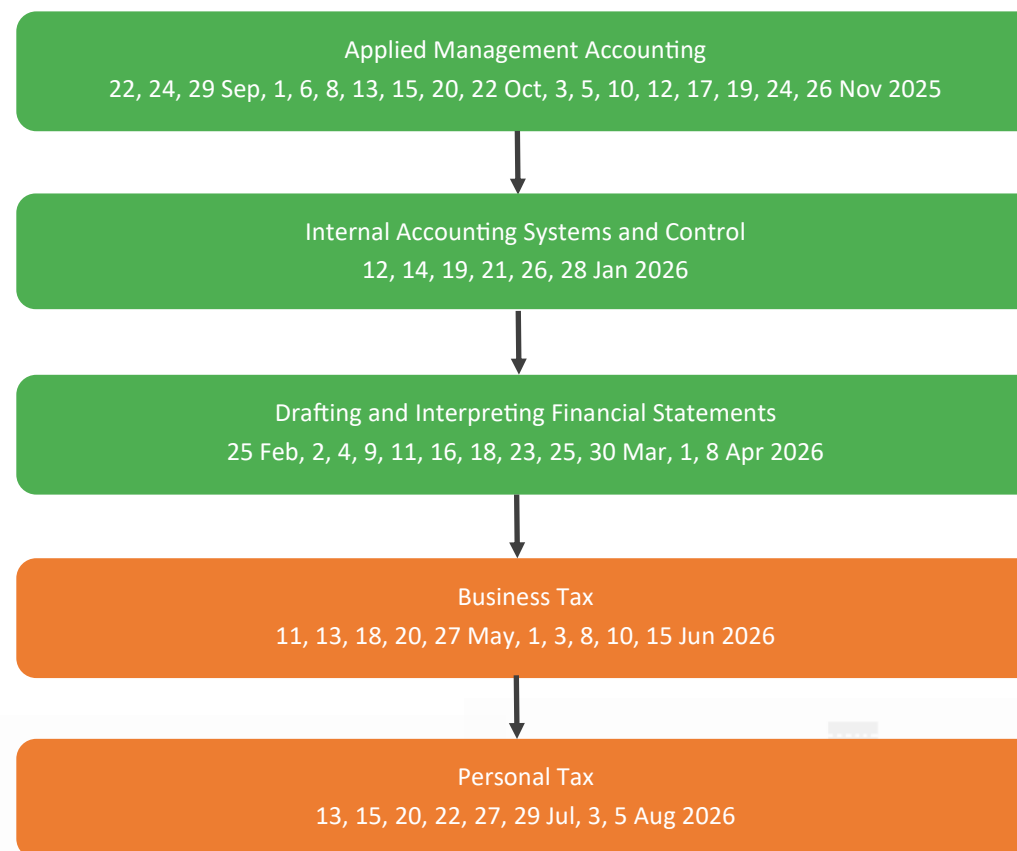 Applied Management Accounting
22, 24, 29 Sep, 1, 6, 8, 13, 15, 20, 22 Oct, 3, 5, 10, 12, 17, 19, 24, 26 Nov 2025
Internal Accounting Systems and Control
12, 14, 19, 21, 26, 28 Jan 2026
Drafting and Interpreting Financial Statements
25 Feb, 2, 4, 9, 11, 16, 18, 23, 25, 30 Mar, 1, 8 Apr 2026
Business Tax
11, 13, 18, 20, 27 May, 1, 3, 8, 10, 15 Jun 2026
Personal Tax
13, 15, 20, 22, 27, 29 Jul, 3, 5 Aug 2026